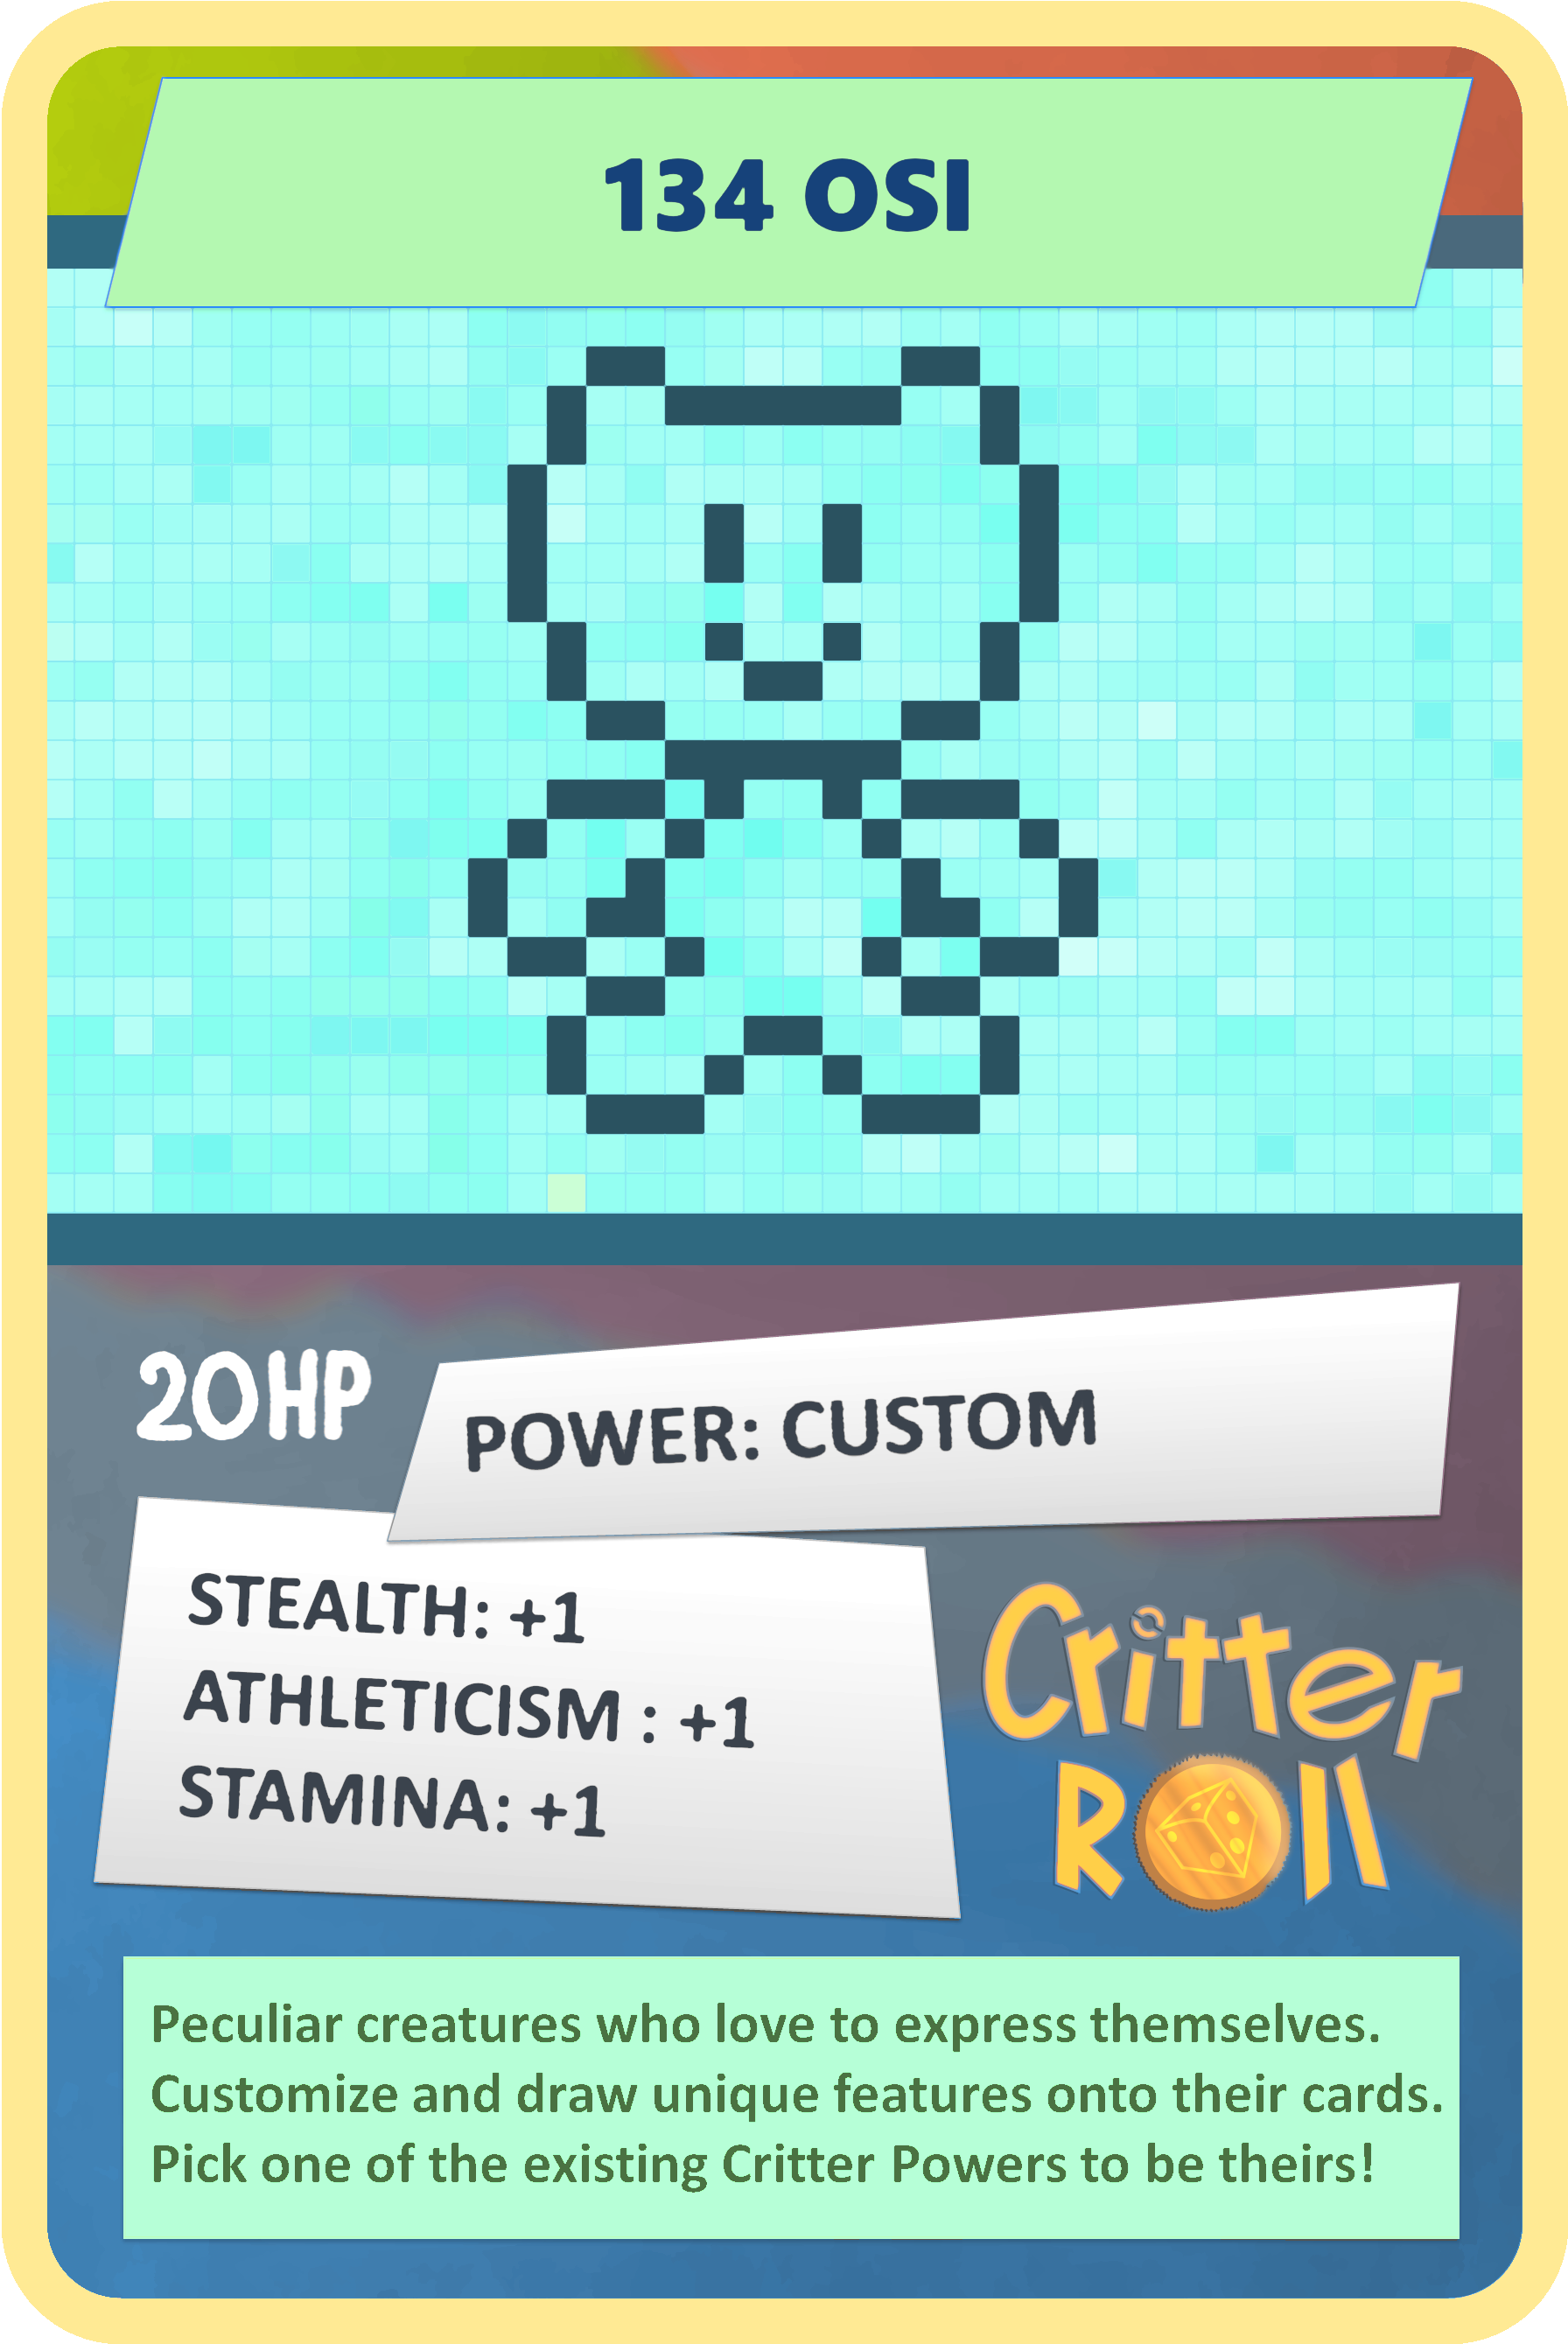 134 OSI
20HP
POWER: CUSTOM
STEALTH: +1
ATHLETICISM : +1
STAMINA: +1
Critter
Roll
Peculiar creatures who love to express themselves.
Customize and draw unique features onto their cards.
Pick one of the existing Critter Powers to be theirs!